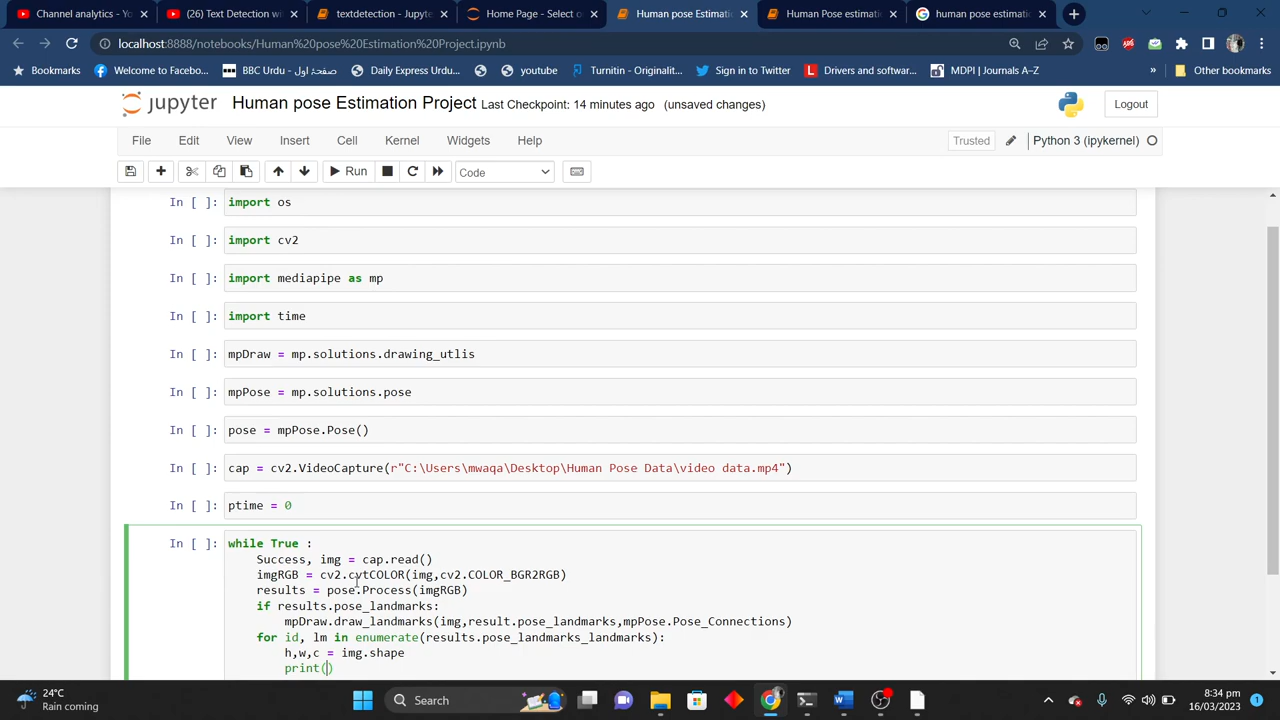 Channel analytics - Yo
(26) Text Detection with
textdetection - Jupyter
Home Page - Select o
Human pose Estimatio
Human Pose estimatio
human pose estimatio
localhost:8888/notebooks/Human%20pose%20Estimation%20Project.ipynb
Bookmarks
Welcome to Facebo...
BBC Urdu - صفحۂ اول
Daily Express Urdu...
youtube
Turnitin - Originalit...
Sign in to Twitter
Drivers and softwar...
MDPI | Journals A–Z
»
Other bookmarks
jupyter
Human pose Estimation Project Last Checkpoint: 14 minutes ago (unsaved changes)
Logout
File Edit View Insert Cell Kernel Widgets Help
Trusted
Python 3 (ipykernel)
Run
Code
In [ ]: import os
In [ ]: import cv2
In [ ]: import mediapipe as mp
In [ ]: import time
In [ ]: mpDraw = mp.solutions.drawing_utlis
In [ ]: mpPose = mp.solutions.pose
In [ ]: pose = mpPose.Pose()
In [ ]: cap = cv2.VideoCapture(r"C:\Users\mwaqa\Desktop\Human Pose Data\video data.mp4")
In [ ]: ptime = 0
In [ ]: while True :
Success, img = cap.read()
imgRGB = cv2.cvtCOLOR(img,cv2.COLOR_BGR2RGB)
results = pose.Process(imgRGB)
if results.pose_landmarks:
mpDraw.draw_landmarks(img,result.pose_landmarks,mpPose.Pose_Connections)
for id, lm in enumerate(results.pose_landmarks_landmarks):
h,w,c = img.shape
print()
24°C
Rain coming
Search
8:34 pm
16/03/2023
1